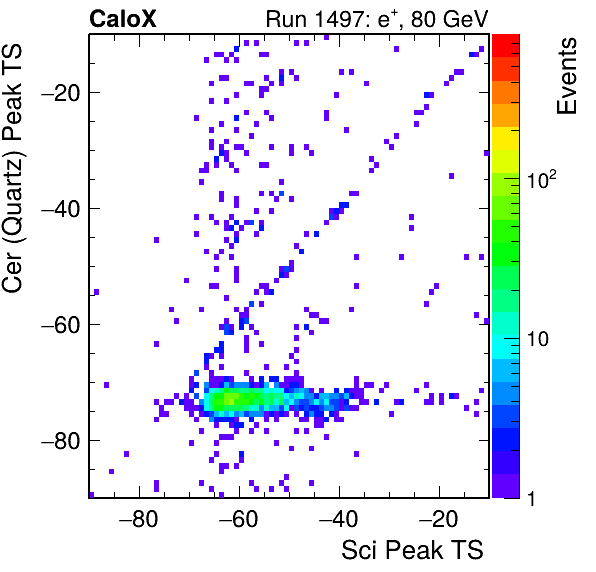 CaloX Run 1497: e⁺, 80 GeV
Cer (Quartz) Peak TS
−20
−40
−60
−80
−80 −60 −40 −20
Sci Peak TS
Events
10²
10
1